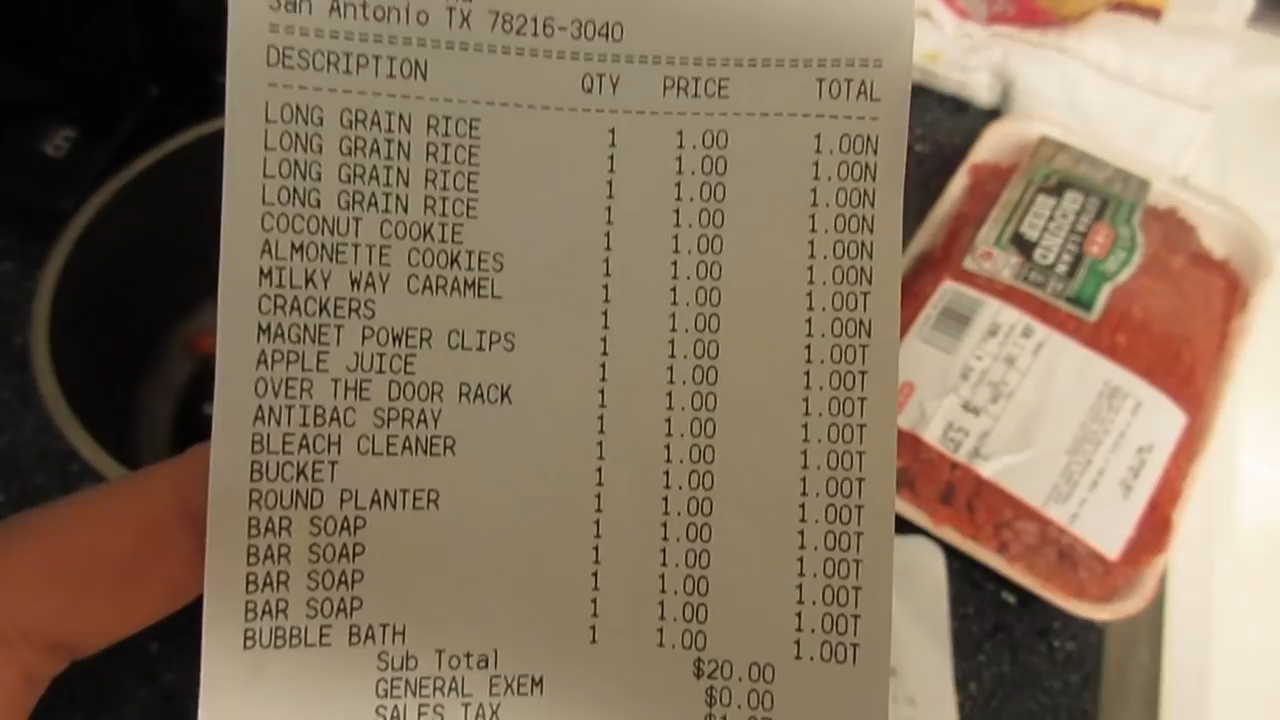 San Antonio TX 78216-3040
DESCRIPTION QTY PRICE TOTAL
LONG GRAIN RICE 1 1.00 1.00N
LONG GRAIN RICE 1 1.00 1.00N
LONG GRAIN RICE 1 1.00 1.00N
LONG GRAIN RICE 1 1.00 1.00N
COCONUT COOKIE 1 1.00 1.00N
ALMONETTE COOKIES 1 1.00 1.00N
MILKY WAY CARAMEL 1 1.00 1.00T
CRACKERS 1 1.00 1.00N
MAGNET POWER CLIPS 1 1.00 1.00T
APPLE JUICE 1 1.00 1.00T
OVER THE DOOR RACK 1 1.00 1.00T
ANTIBAC SPRAY 1 1.00 1.00T
BLEACH CLEANER 1 1.00 1.00T
BUCKET 1 1.00 1.00T
ROUND PLANTER 1 1.00 1.00T
BAR SOAP 1 1.00 1.00T
BAR SOAP 1 1.00 1.00T
BAR SOAP 1 1.00 1.00T
BAR SOAP 1 1.00 1.00T
BUBBLE BATH 1 1.00 1.00T
Sub Total $20.00
GENERAL EXEM $0.00
SALES TAX
EXTRA LEAN
GROUND
BEEF